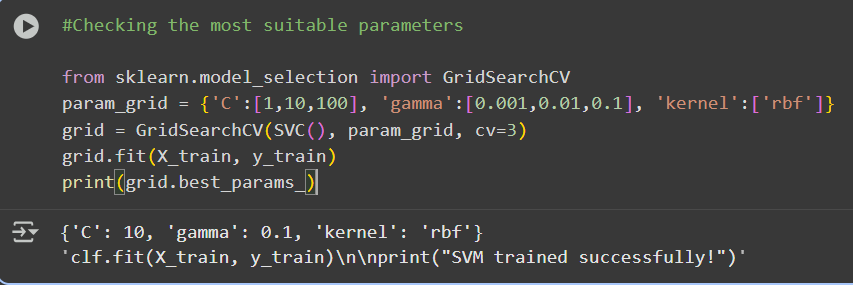 #Checking the most suitable parameters
from sklearn.model_selection import GridSearchCV
param_grid = {'C':[1,10,100], 'gamma':[0.001,0.01,0.1], 'kernel':['rbf']}
grid = GridSearchCV(SVC(), param_grid, cv=3)
grid.fit(X_train, y_train)
print(grid.best_params_)
{'C': 10, 'gamma': 0.1, 'kernel': 'rbf'}
'clf.fit(X_train, y_train)\n\nprint("SVM trained successfully!")'